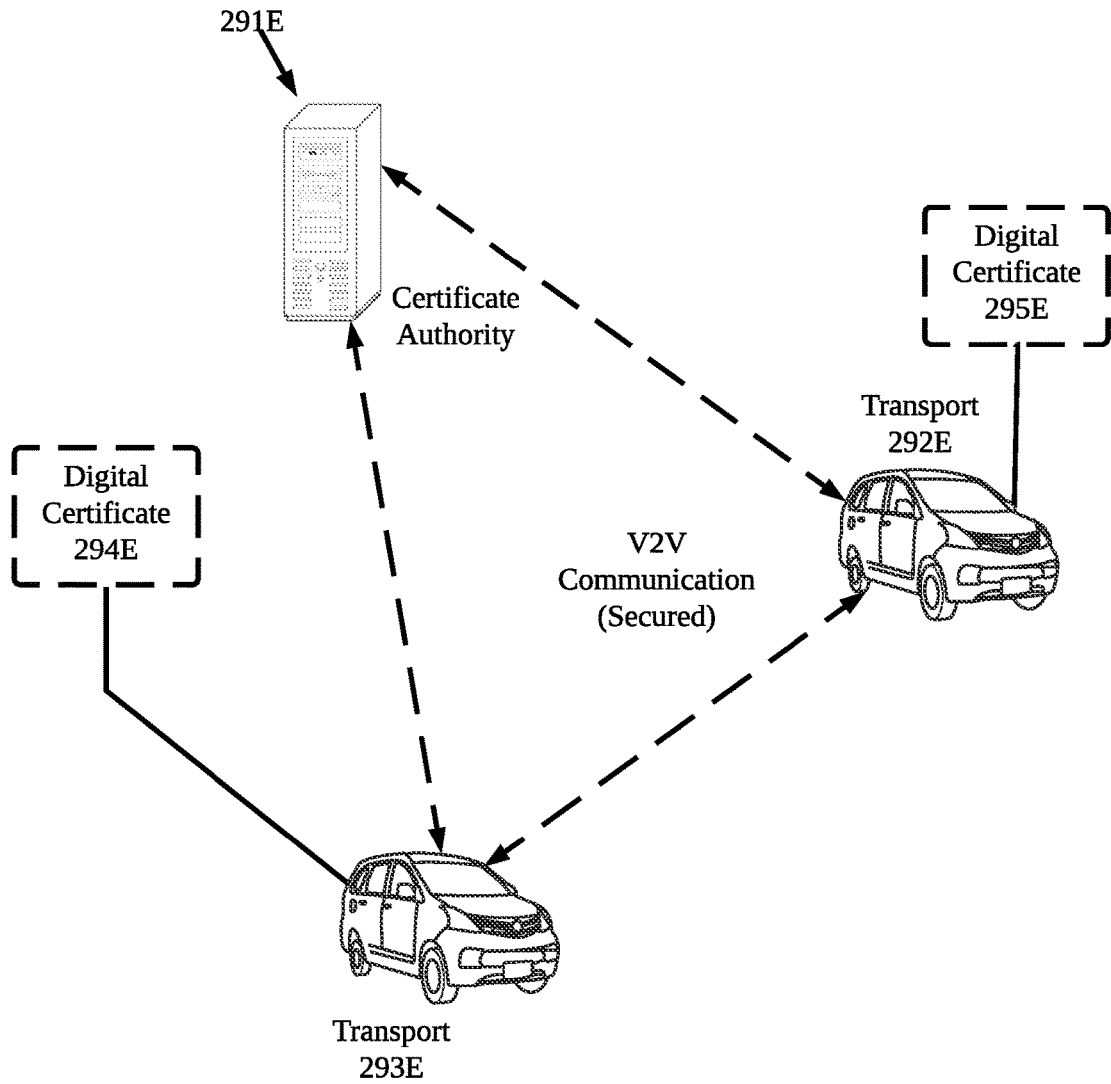 291E
Certificate
Authority
Digital
Certificate
295E
Transport
292E
Digital
Certificate
294E
V2V
Communication
(Secured)
Transport
293E